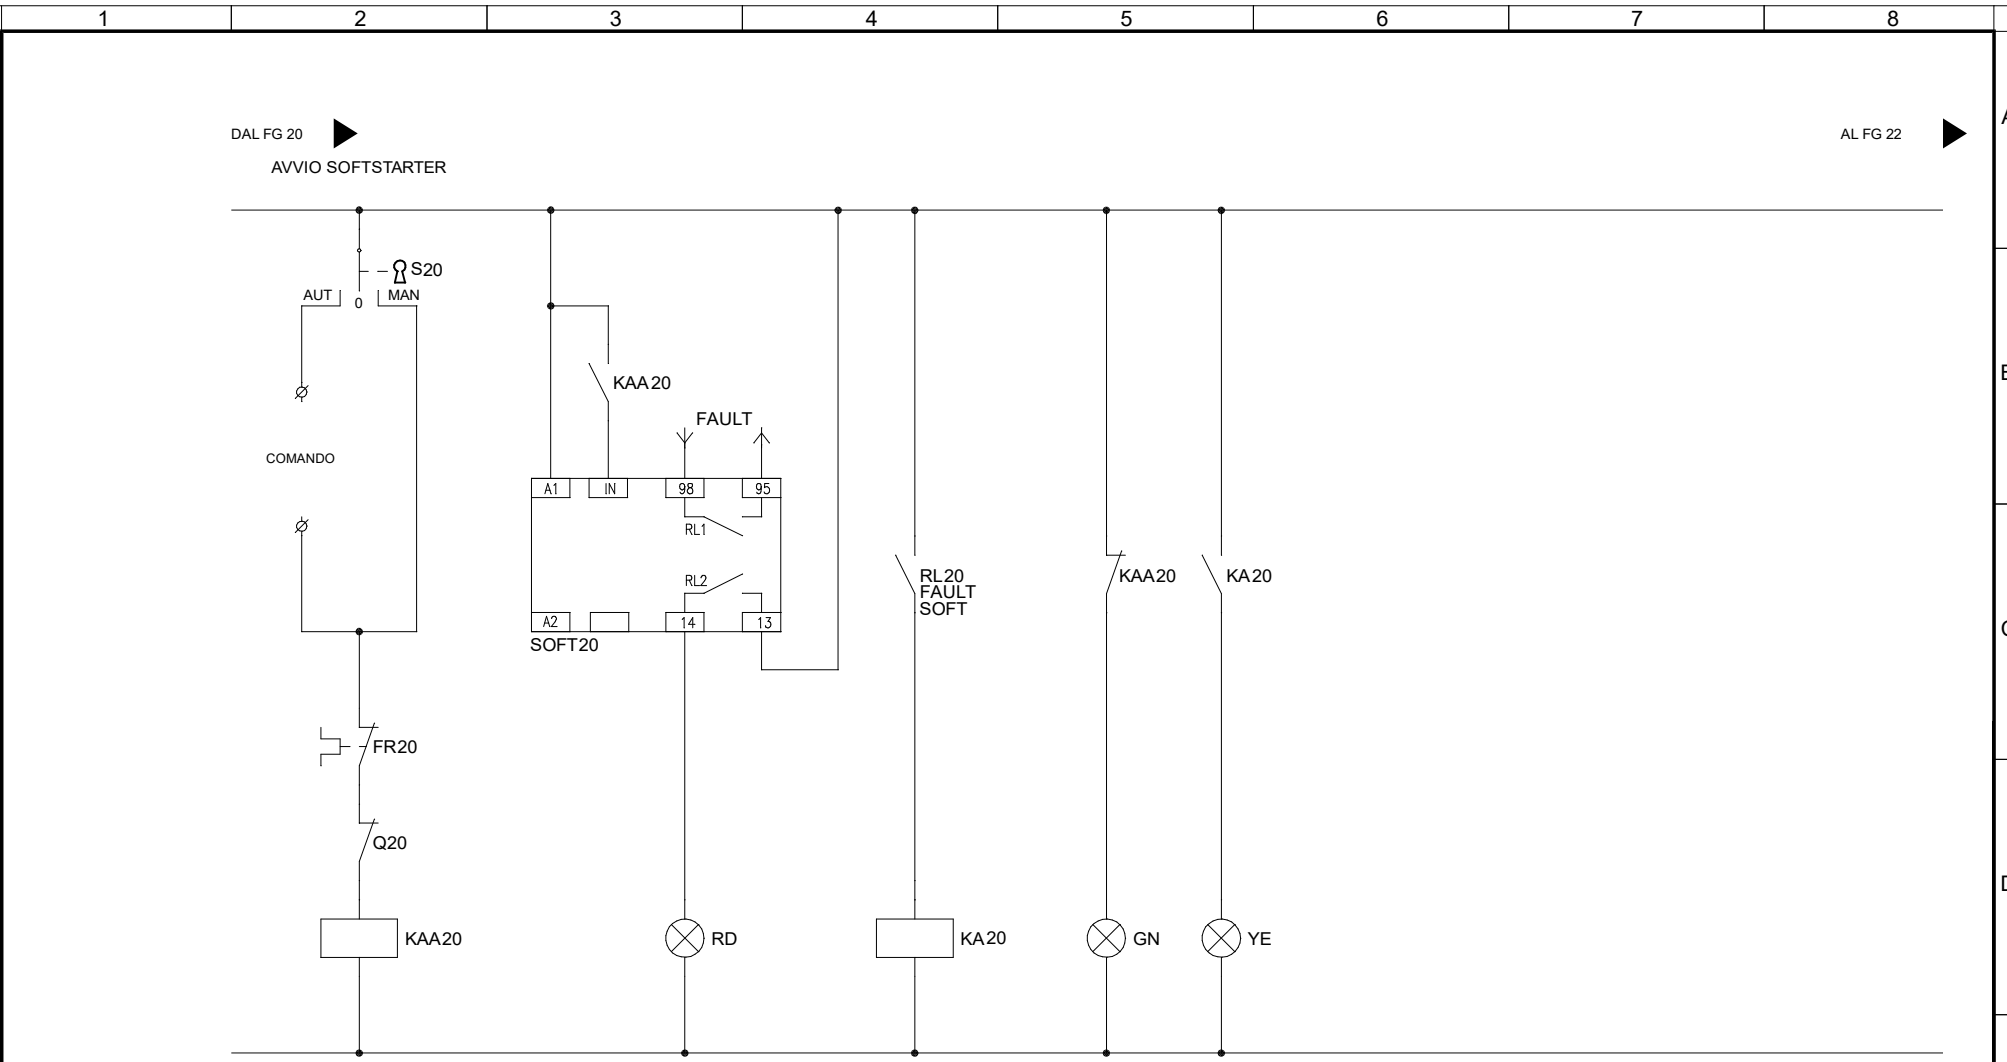 1 2 3 4 5 6 7 8
A
DAL FG 20 AL FG 22
AVVIO SOFTSTARTER
S20
AUT 0 MAN
KAA20
FAULT
COMANDO
A1 IN 98 95
RL1
RL2
A2 14 13
SOFT20
RL20
FAULT
SOFT
KAA20 KA20
FR20
Q20
KAA20 RD KA20 GN YE